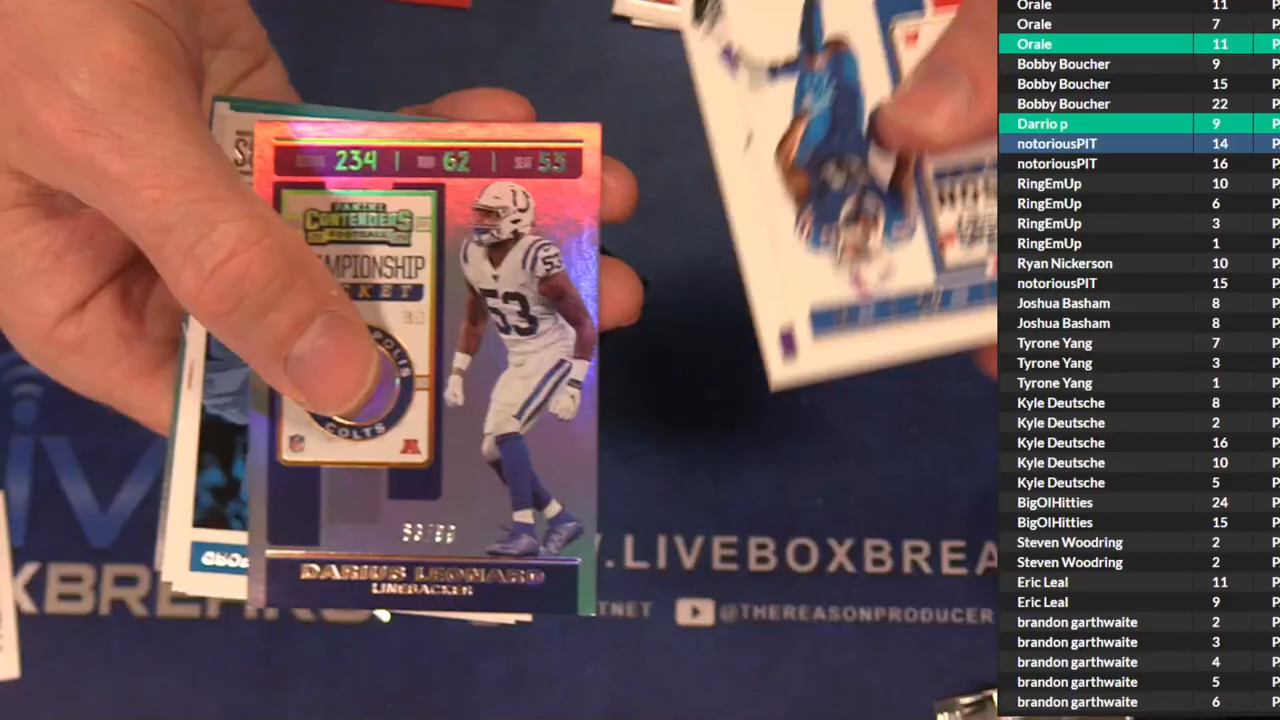 234 | 62 | SEAT 53
PANINI
CONTENDERS
FOOTBALL
COLTS
/99
DARIUS LEONARD
LINEBACKER
53
53
.LIVEBOXBREA
@THEREASONPRODUCER
Orale 11 P
Orale 7 P
Orale 11 P
Bobby Boucher 9 P
Bobby Boucher 15 P
Bobby Boucher 22 P
Darrio p 9 P
notoriousPIT 14 P
notoriousPIT 16 P
RingEmUp 10 P
RingEmUp 6 P
RingEmUp 3 P
RingEmUp 1 P
Ryan Nickerson 10 P
notoriousPIT 15 P
Joshua Basham 8 P
Joshua Basham 8 P
Tyrone Yang 7 P
Tyrone Yang 3 P
Tyrone Yang 1 P
Kyle Deutsche 8 P
Kyle Deutsche 2 P
Kyle Deutsche 16 P
Kyle Deutsche 10 P
Kyle Deutsche 5 P
BigOlHitties 24 P
BigOlHitties 15 P
Steven Woodring 2 P
Steven Woodring 2 P
Eric Leal 11 P
Eric Leal 9 P
brandon garthwaite 2 P
brandon garthwaite 3 P
brandon garthwaite 4 P
brandon garthwaite 5 P
brandon garthwaite 6 P